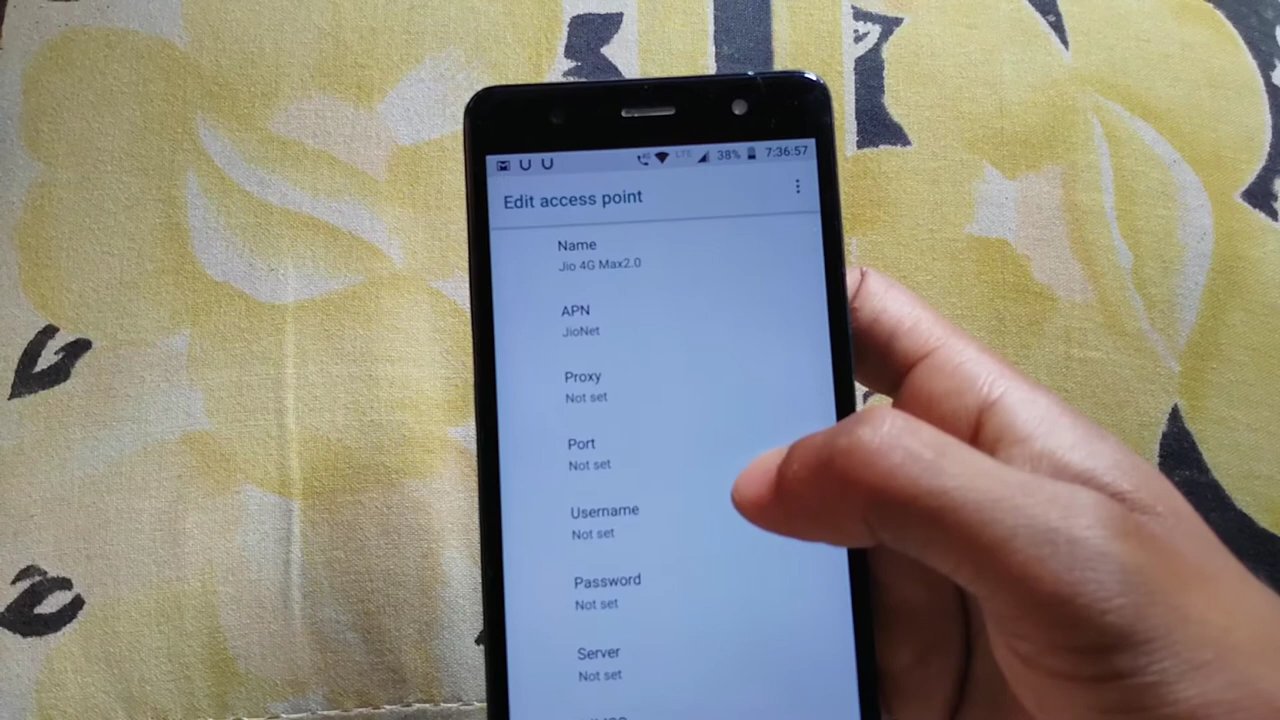 LTE 38% 7:36:57
Edit access point
Name
Jio 4G Max2.0
APN
JioNet
Proxy
Not set
Port
Not set
Username
Not set
Password
Not set
Server
Not set